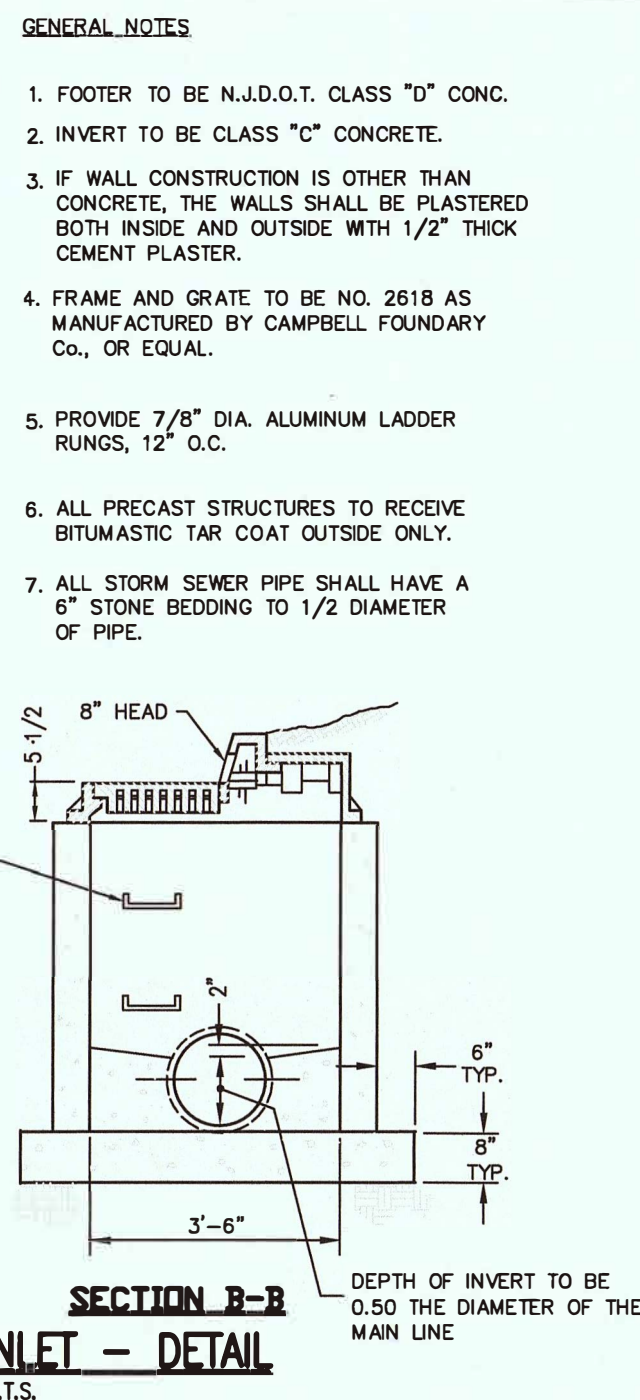 GENERAL NOTES
1. FOOTER TO BE N.J.D.O.T. CLASS "D" CONC.
2. INVERT TO BE CLASS "C" CONCRETE.
3. IF WALL CONSTRUCTION IS OTHER THAN
CONCRETE, THE WALLS SHALL BE PLASTERED
BOTH INSIDE AND OUTSIDE WITH 1/2" THICK
CEMENT PLASTER.
4. FRAME AND GRATE TO BE NO. 2618 AS
MANUFACTURED BY CAMPBELL FOUNDARY
Co., OR EQUAL.
5. PROVIDE 7/8" DIA. ALUMINUM LADDER
RUNGS, 12" O.C.
6. ALL PRECAST STRUCTURES TO RECEIVE
BITUMASTIC TAR COAT OUTSIDE ONLY.
7. ALL STORM SEWER PIPE SHALL HAVE A
6" STONE BEDDING TO 1/2 DIAMETER
OF PIPE.
8" HEAD
5 1/2
2"
6"
TYP.
8"
TYP.
3'-6"
DEPTH OF INVERT TO BE
0.50 THE DIAMETER OF THE
MAIN LINE
SECTION B-B
NLET - DETAIL
.T.S.